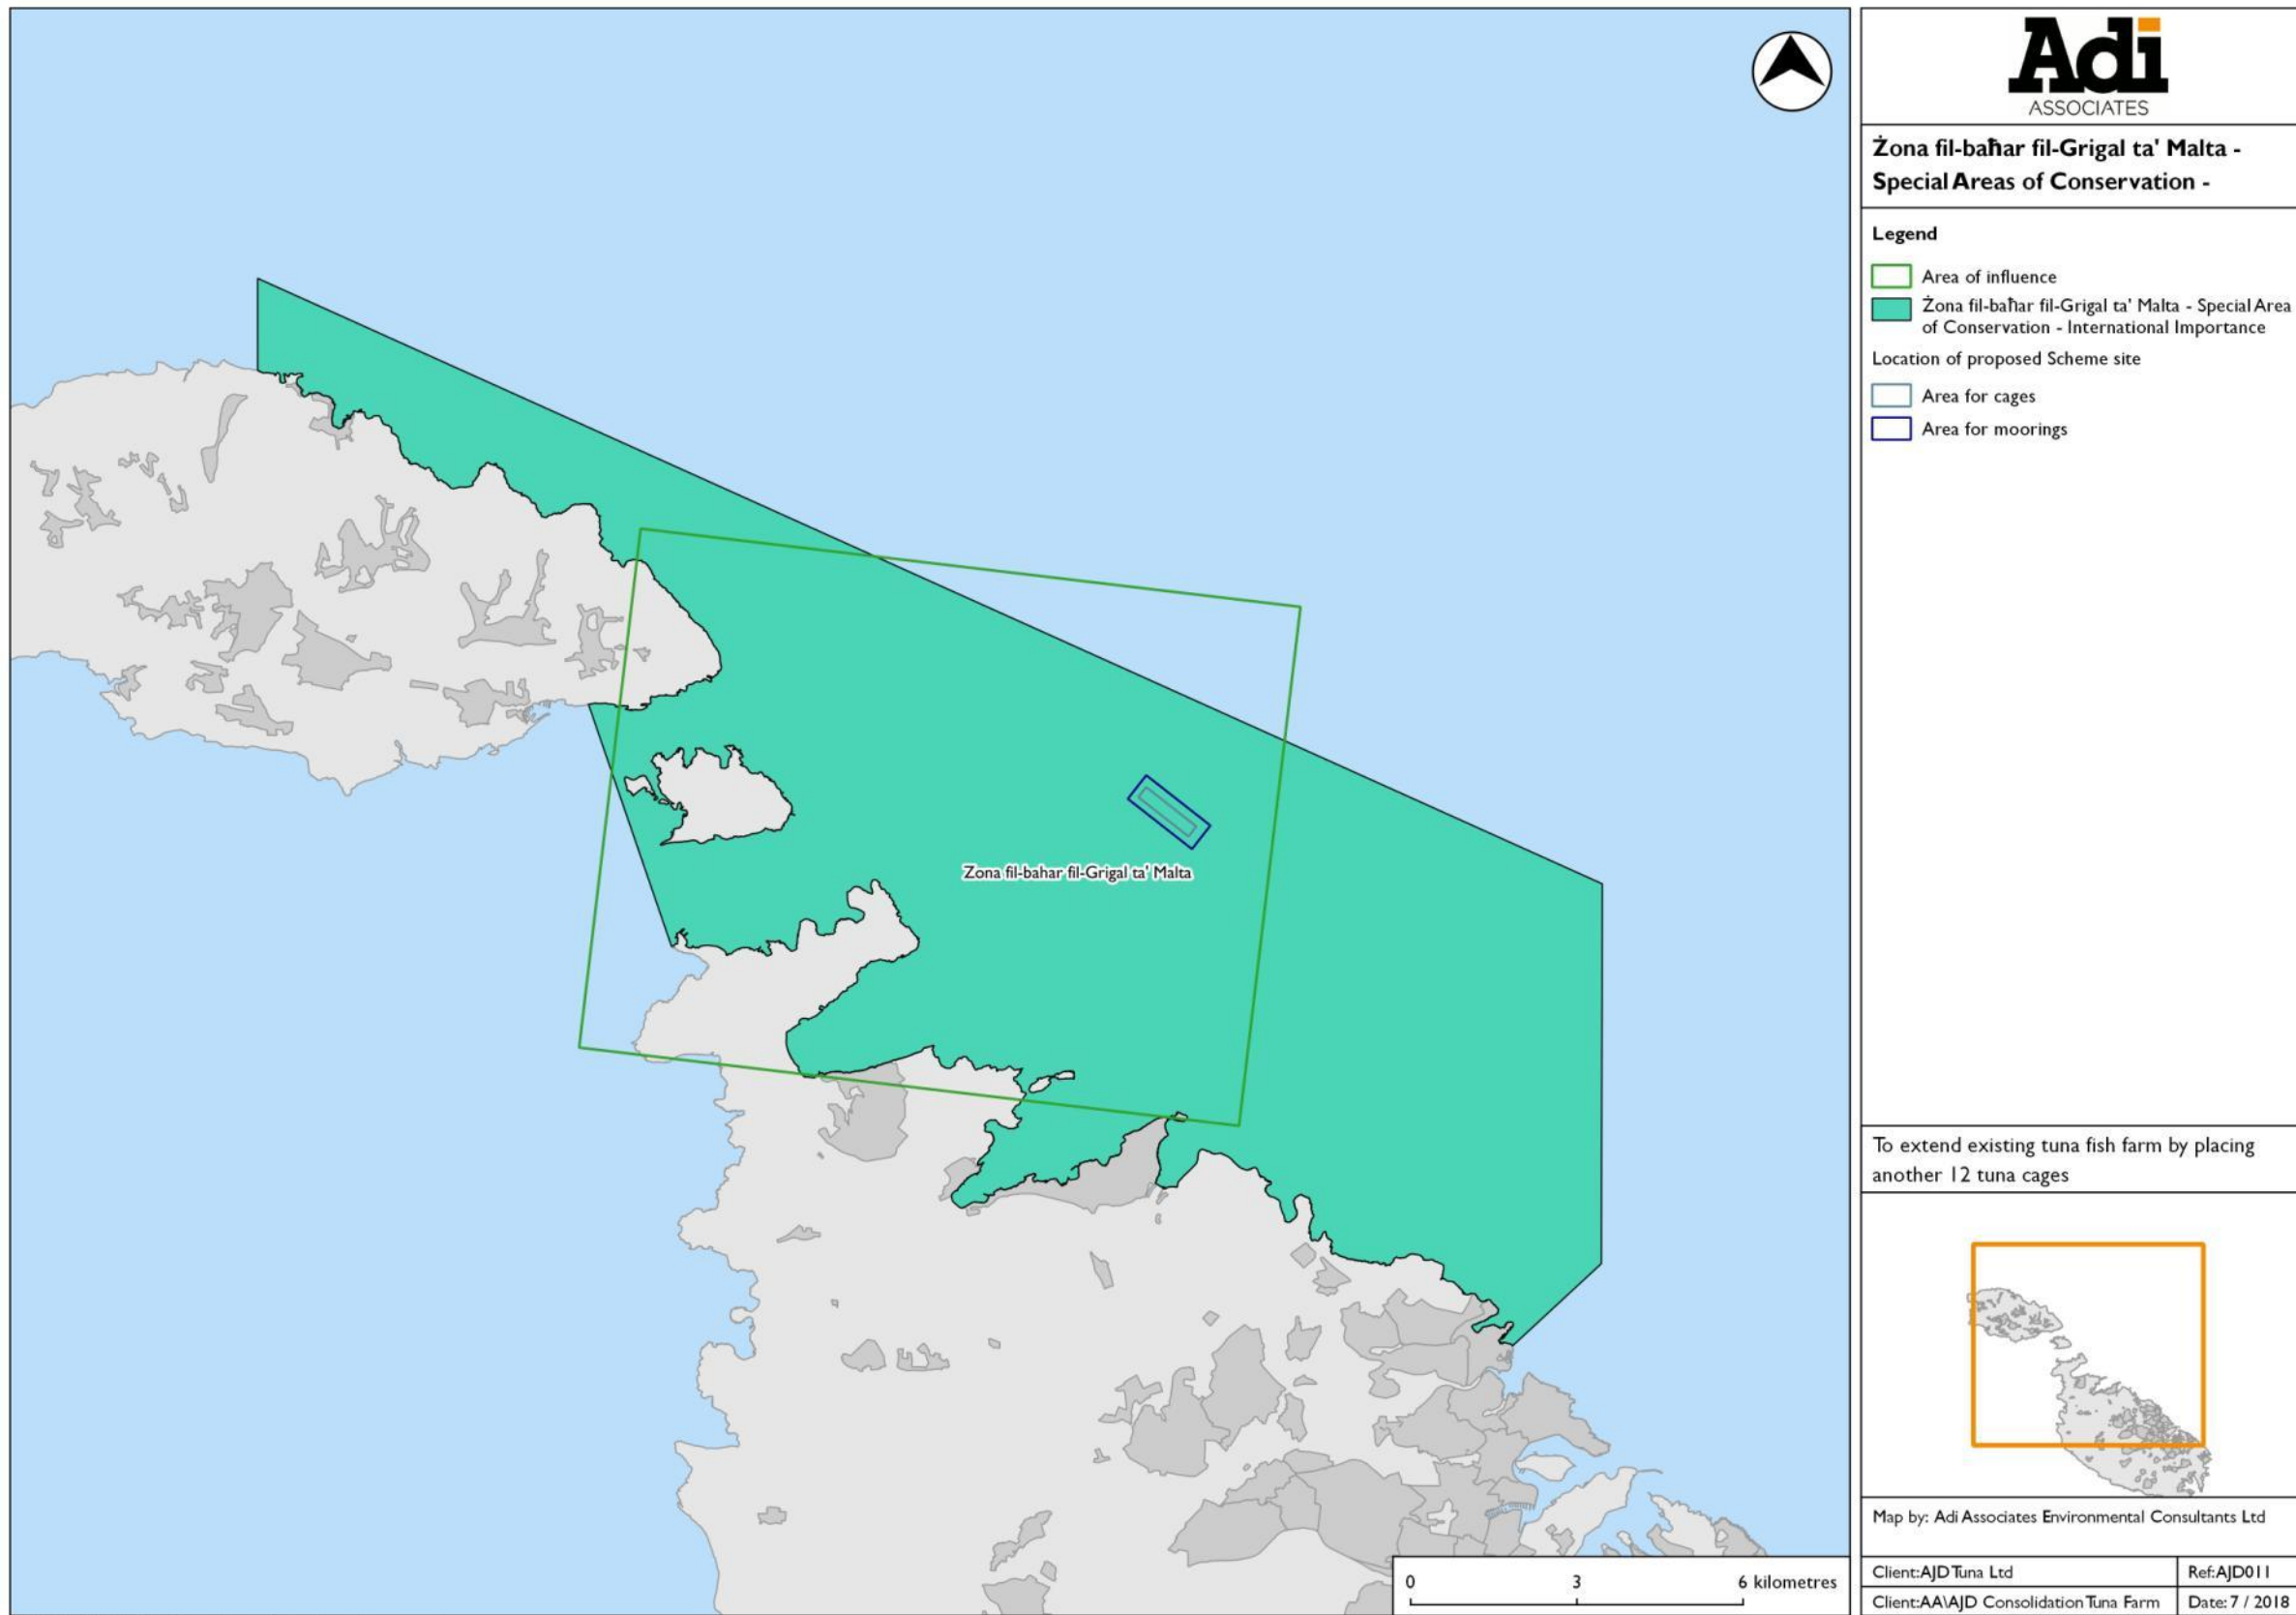 Adi
ASSOCIATES
Żona fil-baħar fil-Grigal ta' Malta -
Special Areas of Conservation -
Legend
Area of influence
Żona fil-baħar fil-Grigal ta' Malta - Special Area
of Conservation - International Importance
Location of proposed Scheme site
Area for cages
Area for moorings
Zona fil-bahar fil-Grigal ta' Malta
To extend existing tuna fish farm by placing
another 12 tuna cages
Map by: Adi Associates Environmental Consultants Ltd
0 3 6 kilometres
Client:AJD Tuna Ltd Ref:AJD011
Client:AA\AJD Consolidation Tuna Farm Date: 7 / 2018